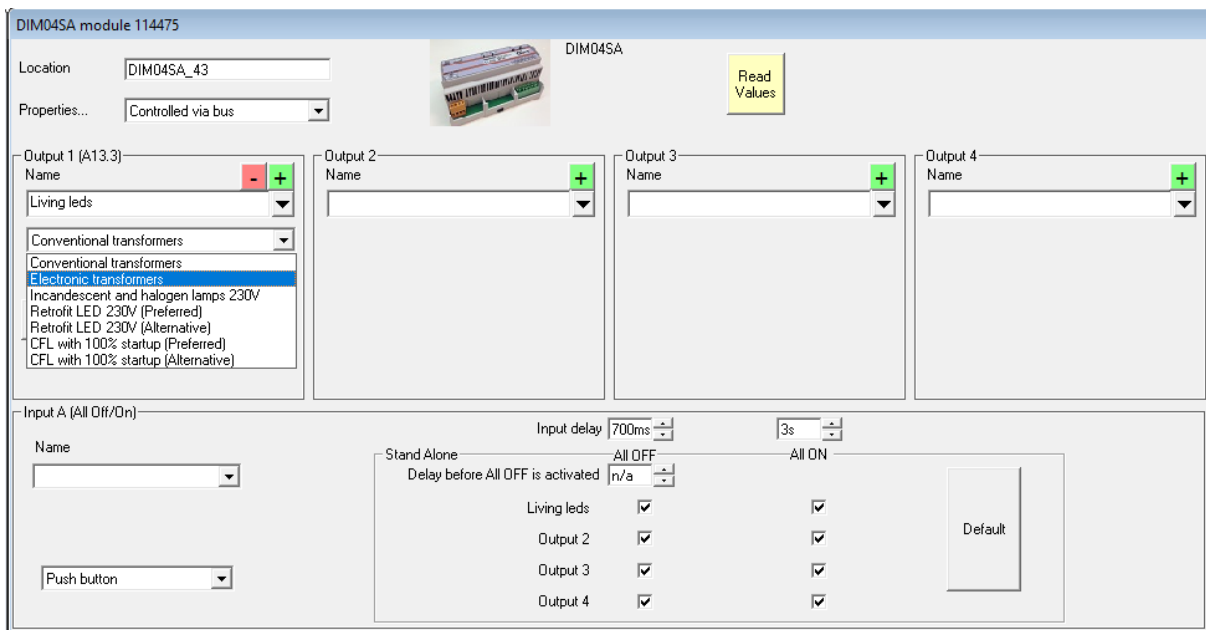 DIM04SA module 114475
Location DIM04SA_43
DIM04SA
Read
Values
Properties... Controlled via bus
Output 1 (A13.3)
Name
- +
Living leds
Conventional transformers
Conventional transformers
Electronic transformers
Incandescent and halogen lamps 230V
Retrofit LED 230V (Preferred)
Retrofit LED 230V (Alternative)
CFL with 100% startup (Preferred)
CFL with 100% startup (Alternative)
Output 2
Name +
Output 3
Name +
Output 4
Name +
Input A (All Off/On)
Name
Push button
Input delay 700ms 3s
Stand Alone All OFF All ON
Delay before All OFF is activated n/a
Living leds
Output 2
Output 3
Output 4
Default